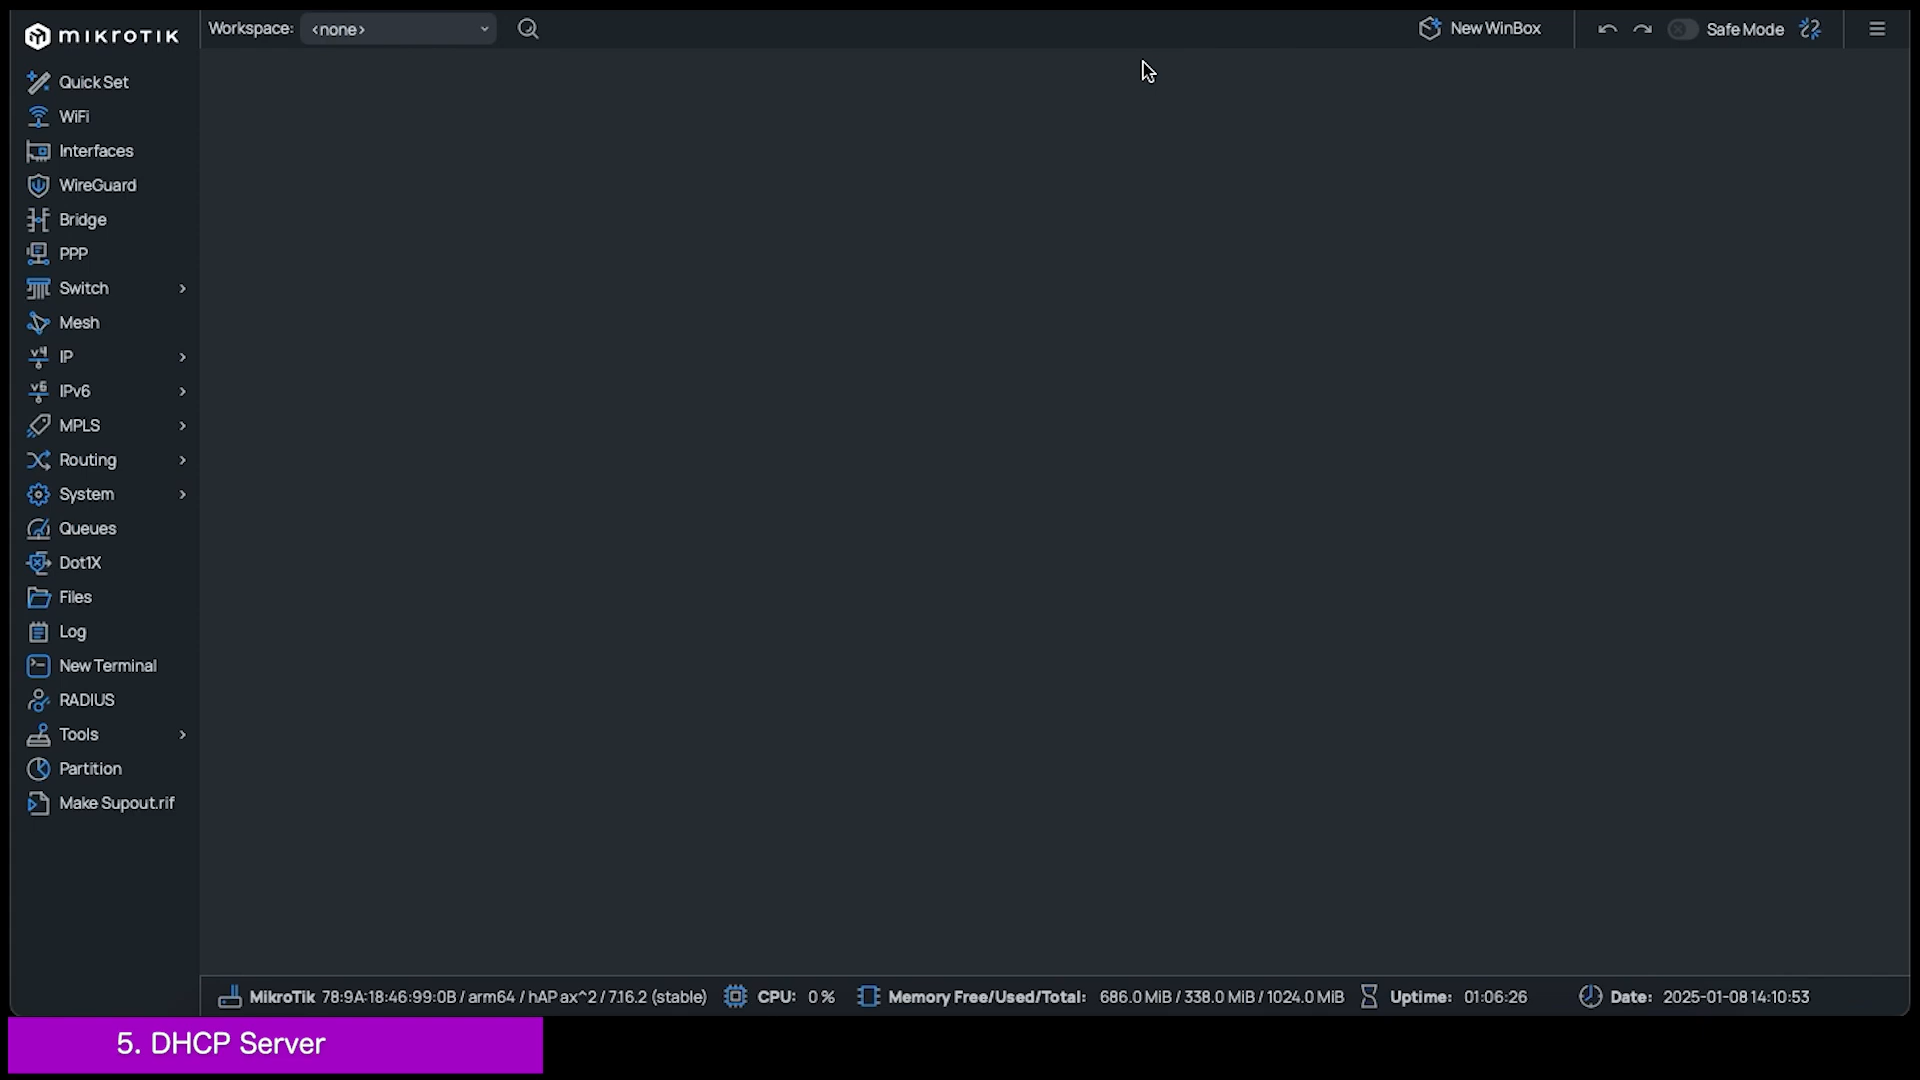 mikrotik
Workspace: <none>
New WinBox
Safe Mode
Quick Set
WiFi
Interfaces
WireGuard
Bridge
PPP
Switch
Mesh
IP
IPv6
MPLS
Routing
System
Queues
Dot1X
Files
Log
New Terminal
RADIUS
Tools
Partition
Make Supout.rif
MikroTik 78:9A:18:46:99:0B / arm64 / hAP ax^2 / 7.16.2 (stable) CPU: 0 % Memory Free/Used/Total: 686.0 MiB / 338.0 MiB / 1024.0 MiB Uptime: 01:06:26 Date: 2025-01-08 14:10:53
5. DHCP Server